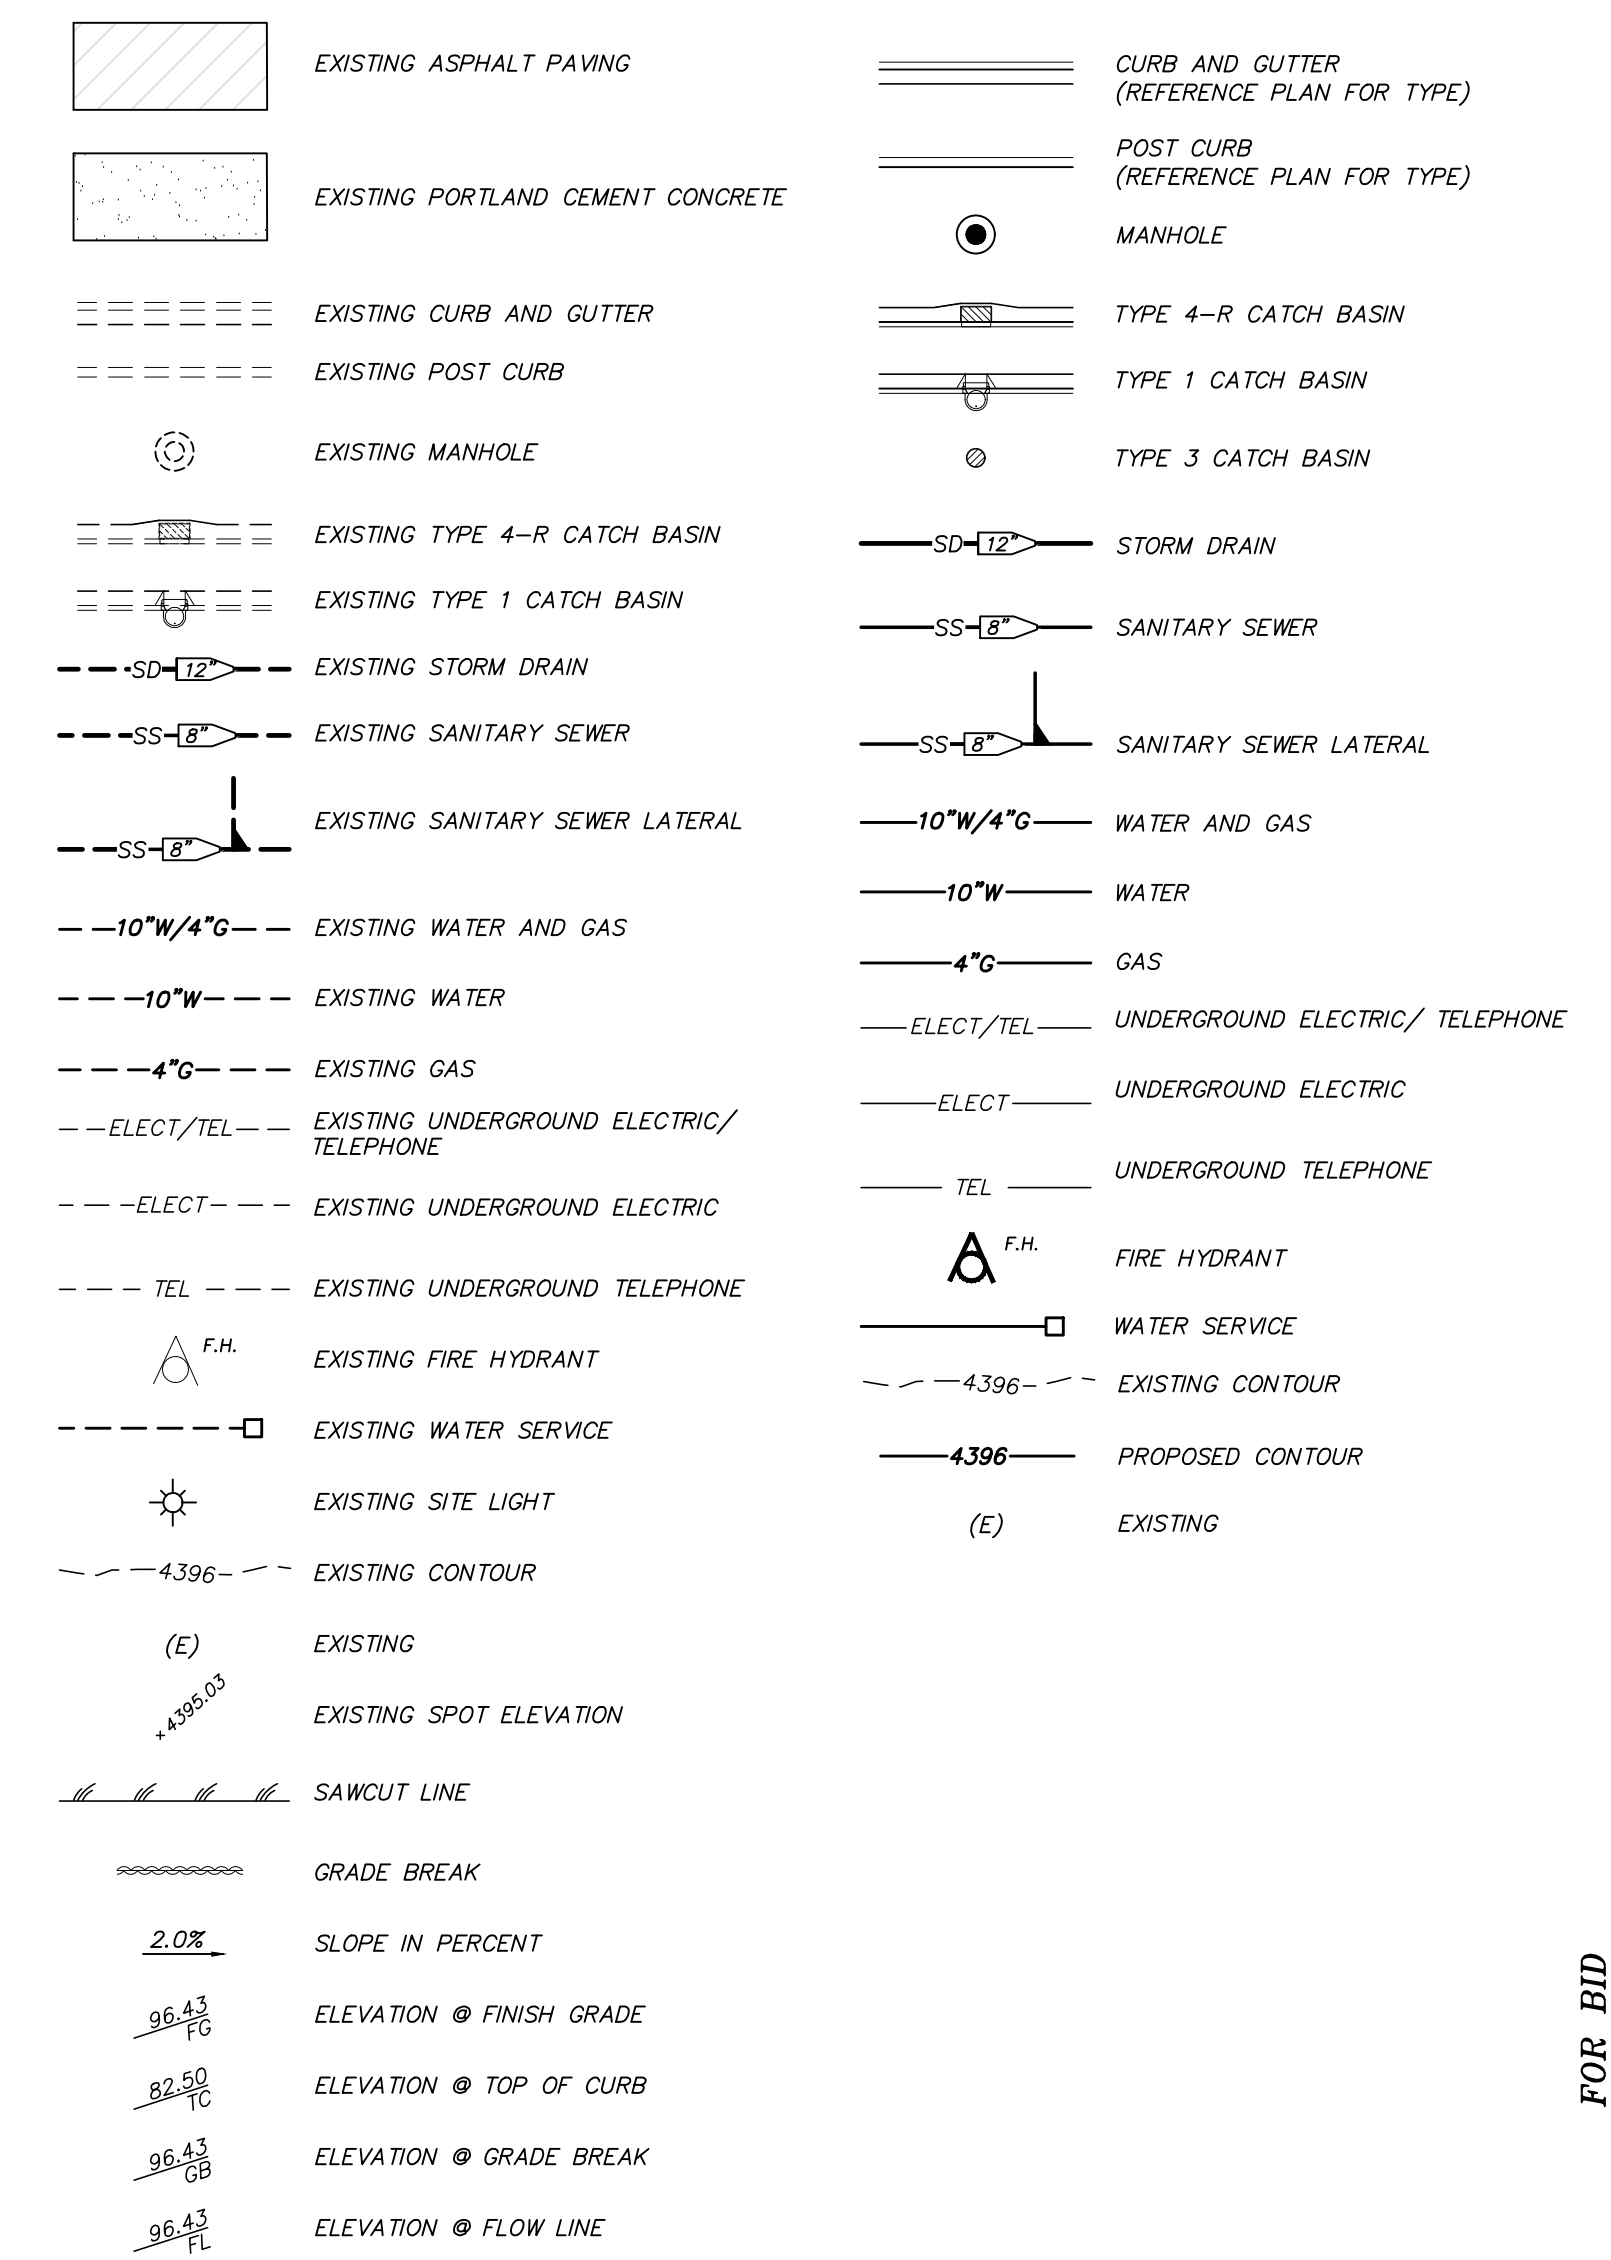 EXISTING ASPHALT PAVING
EXISTING PORTLAND CEMENT CONCRETE
EXISTING CURB AND GUTTER
EXISTING POST CURB
EXISTING MANHOLE
EXISTING TYPE 4-R CATCH BASIN
EXISTING TYPE 1 CATCH BASIN
SD 12" EXISTING STORM DRAIN
SS 8" EXISTING SANITARY SEWER
EXISTING SANITARY SEWER LATERAL
SS 8"
10"W/4"G EXISTING WATER AND GAS
10"W EXISTING WATER
4"G EXISTING GAS
ELECT/TEL EXISTING UNDERGROUND ELECTRIC/
TELEPHONE
ELECT EXISTING UNDERGROUND ELECTRIC
TEL EXISTING UNDERGROUND TELEPHONE
F.H.
EXISTING FIRE HYDRANT
EXISTING WATER SERVICE
EXISTING SITE LIGHT
4396 EXISTING CONTOUR
(E) EXISTING
+4395.03 EXISTING SPOT ELEVATION
SAWCUT LINE
GRADE BREAK
2.0% SLOPE IN PERCENT
96.43
FG
ELEVATION @ FINISH GRADE
82.50
TC
ELEVATION @ TOP OF CURB
96.43
GB
ELEVATION @ GRADE BREAK
96.43
FL
ELEVATION @ FLOW LINE
CURB AND GUTTER
(REFERENCE PLAN FOR TYPE)
POST CURB
(REFERENCE PLAN FOR TYPE)
MANHOLE
TYPE 4-R CATCH BASIN
TYPE 1 CATCH BASIN
TYPE 3 CATCH BASIN
SD 12" STORM DRAIN
SS 8" SANITARY SEWER
SS 8" SANITARY SEWER LATERAL
10"W/4"G WATER AND GAS
10"W WATER
4"G GAS
ELECT/TEL UNDERGROUND ELECTRIC/ TELEPHONE
ELECT UNDERGROUND ELECTRIC
TEL UNDERGROUND TELEPHONE
F.H.
FIRE HYDRANT
WATER SERVICE
4396 EXISTING CONTOUR
4396 PROPOSED CONTOUR
(E) EXISTING
FOR BID